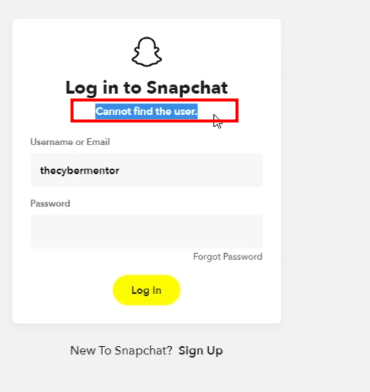 Log in to Snapchat
Cannot find the user.
Username or Email
thecybermentor
Password
Forgot Password
Log In
New To Snapchat? Sign Up